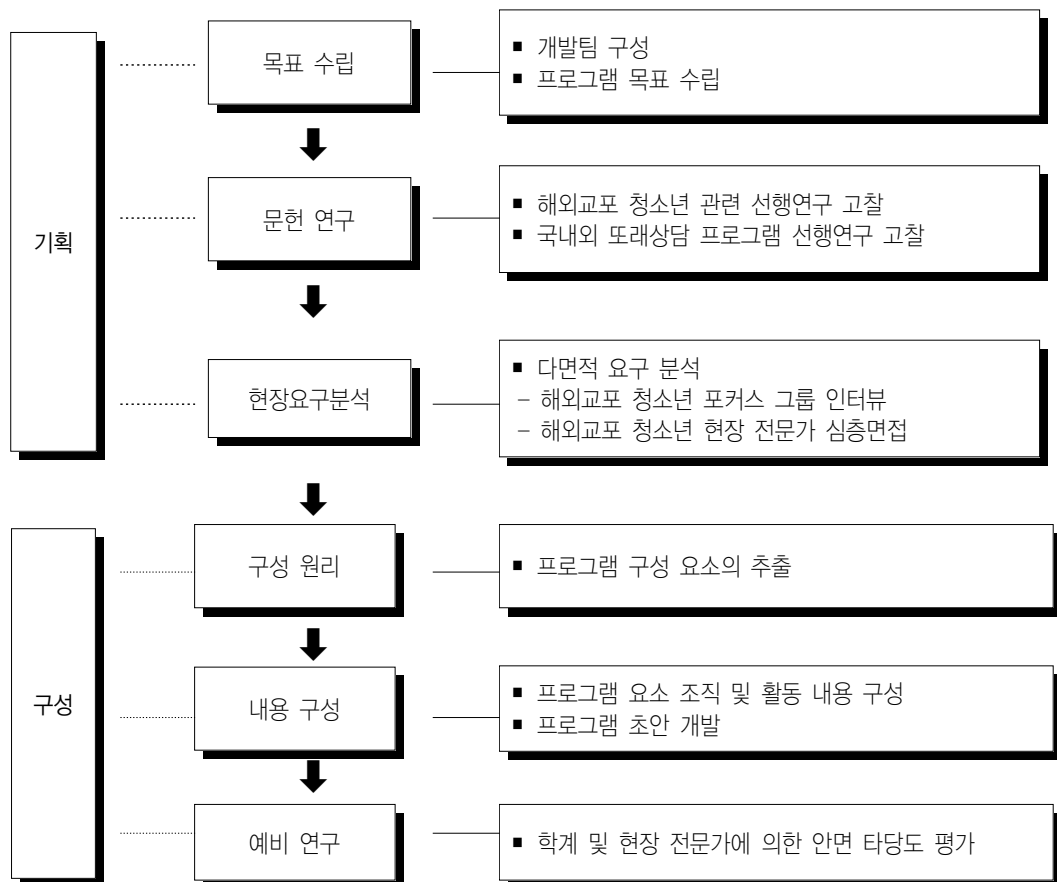 기획
목표 수립
■ 개발팀 구성
■ 프로그램 목표 수립
문헌 연구
■ 해외교포 청소년 관련 선행연구 고찰
■ 국내외 또래상담 프로그램 선행연구 고찰
현장요구분석
■ 다면적 요구 분석
– 해외교포 청소년 포커스 그룹 인터뷰
– 해외교포 청소년 현장 전문가 심층면접
구성
구성 원리
■ 프로그램 구성 요소의 추출
내용 구성
■ 프로그램 요소 조직 및 활동 내용 구성
■ 프로그램 초안 개발
예비 연구
■ 학계 및 현장 전문가에 의한 안면 타당도 평가